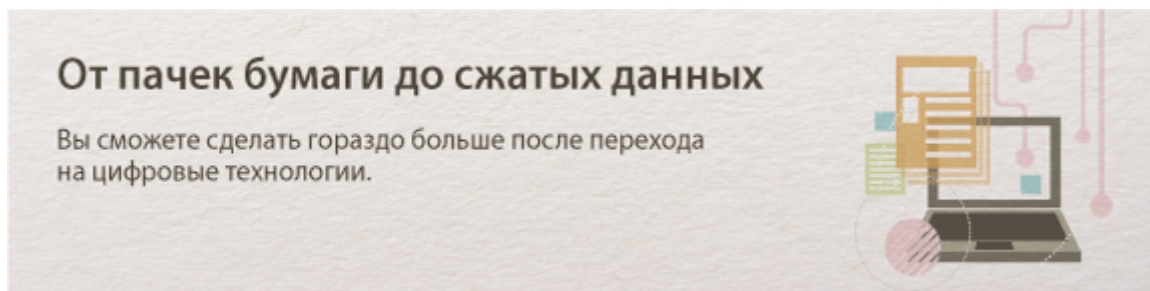 От пачек бумаги до сжатых данных
Вы сможете сделать гораздо больше после перехода
на цифровые технологии.